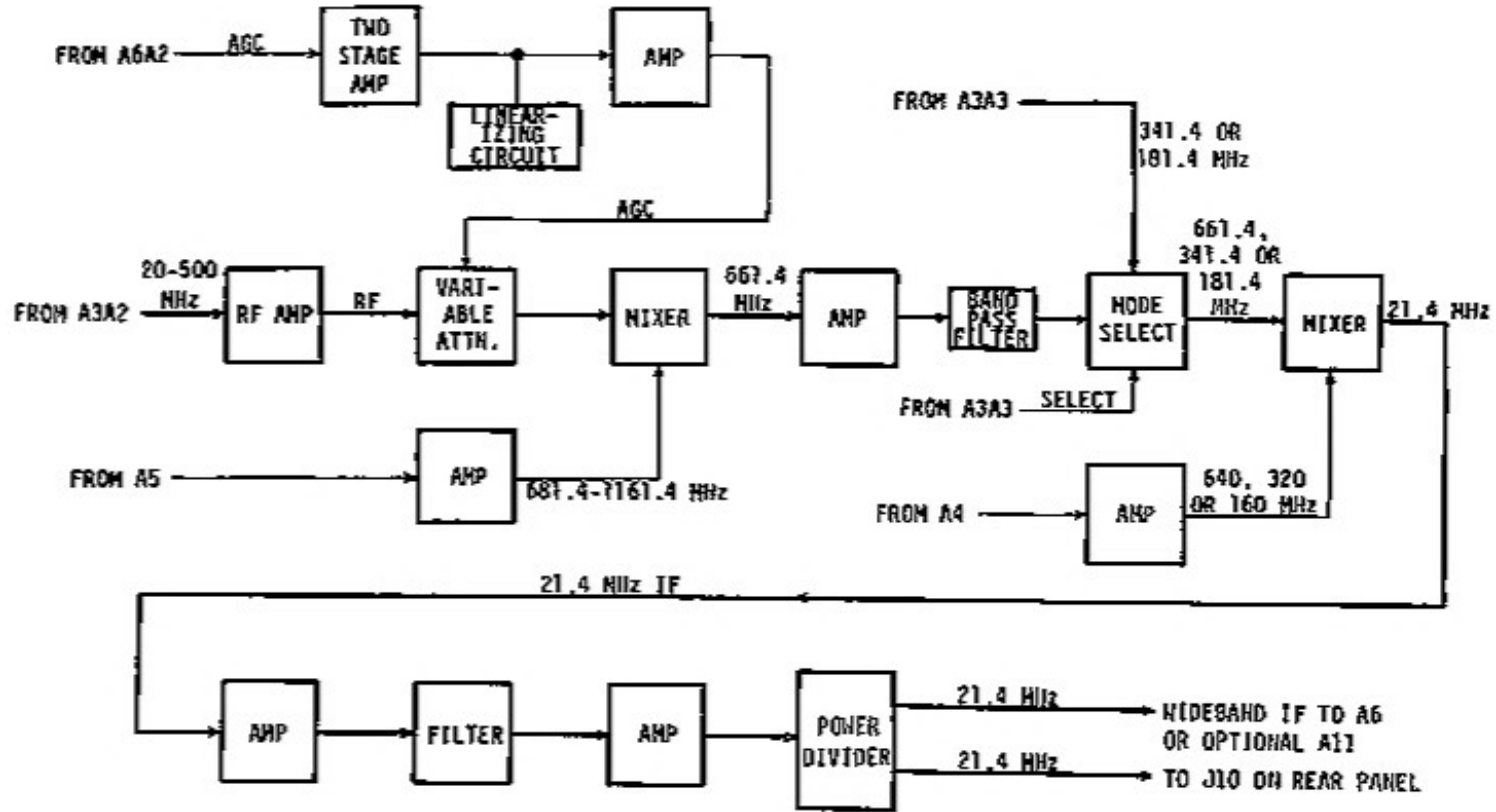 FROM A6A2
AGC
TWO
STAGE
AMP
AMP
LINEAR-
IZING
CIRCUIT
AGC
FROM A3A3
341.4 OR
181.4 MHz
20-500
MHz
FROM A3A2
RF AMP
RF
VARI-
ABLE
ATTN.
MIXER
661.4
MHz
AMP
BAND
PASS
FILTER
MODE
SELECT
661.4,
341.4 OR
181.4
MHz
MIXER
21.4 MHz
FROM A3A3
SELECT
FROM A5
AMP
681.4-1161.4 MHz
FROM A4
AMP
640, 320
OR 160 MHz
21.4 MHz IF
AMP
FILTER
AMP
POWER
DIVIDER
21.4 MHz
WIDEBAND IF TO A6
OR OPTIONAL A11
21.4 MHz
TO J10 ON REAR PANEL